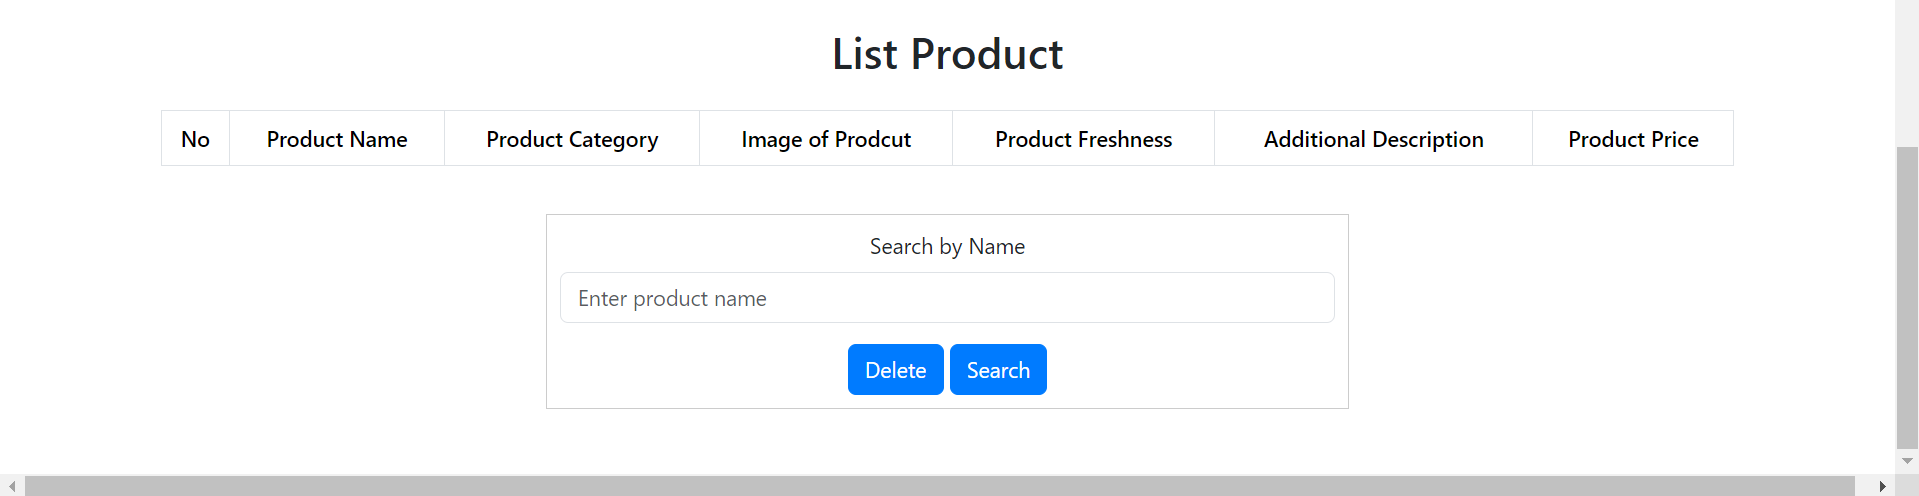 List Product
No Product Name Product Category Image of Prodcut Product Freshness Additional Description Product Price
Search by Name
Enter product name
Delete Search